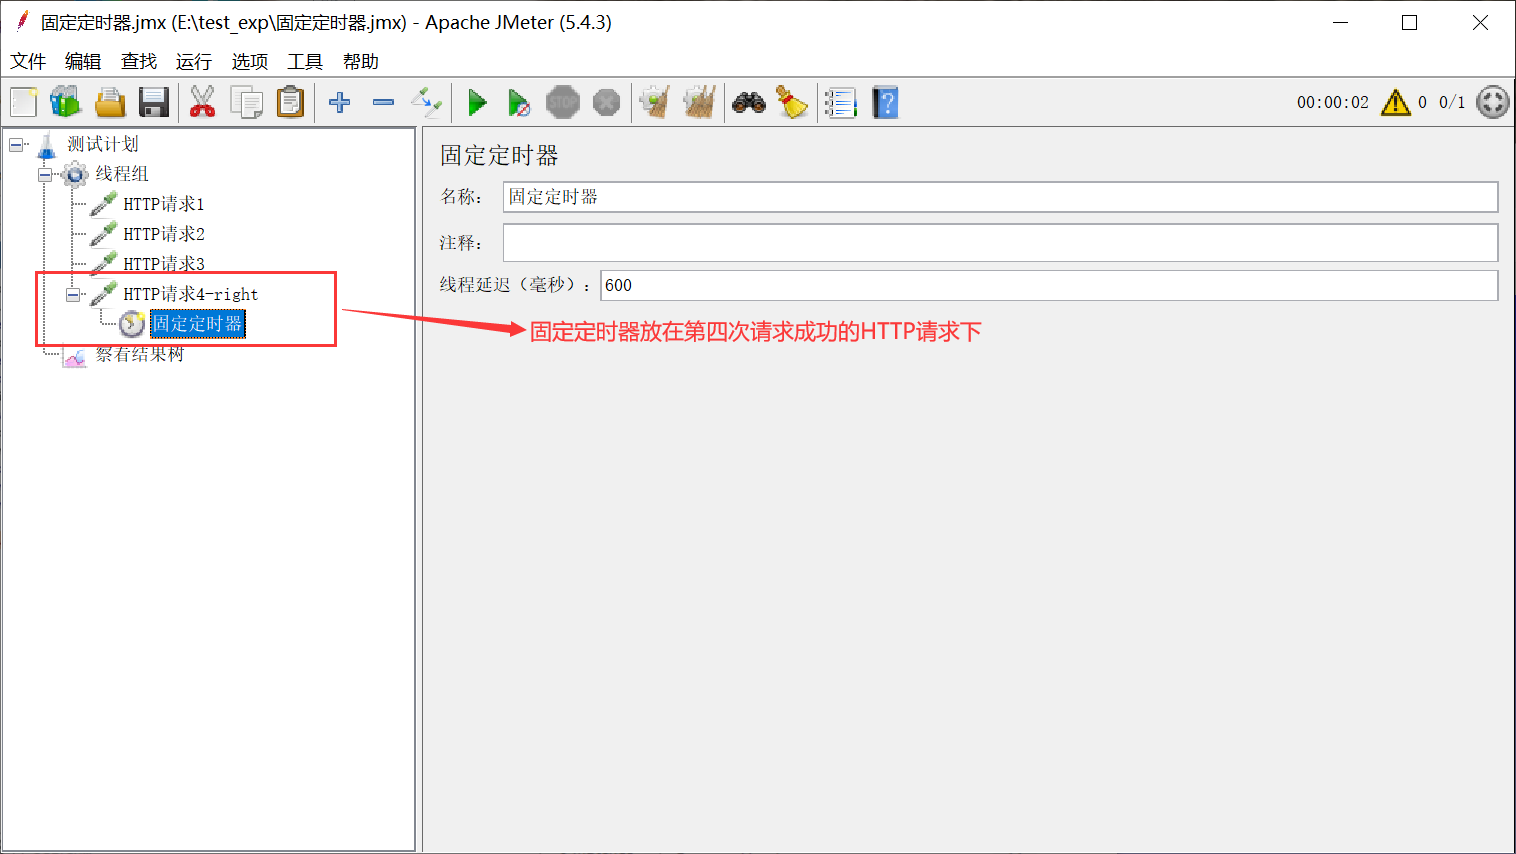 固定定时器.jmx (E:\test_exp\固定定时器.jmx) - Apache JMeter (5.4.3)
文件 编辑 查找 运行 选项 工具 帮助
STOP
00:00:02 0 0/1
测试计划
线程组
HTTP请求1
HTTP请求2
HTTP请求3
HTTP请求4-right
固定定时器
察看结果树
固定定时器
名称： 固定定时器
注释：
线程延迟（毫秒）： 600
固定定时器放在第四次请求成功的HTTP请求下